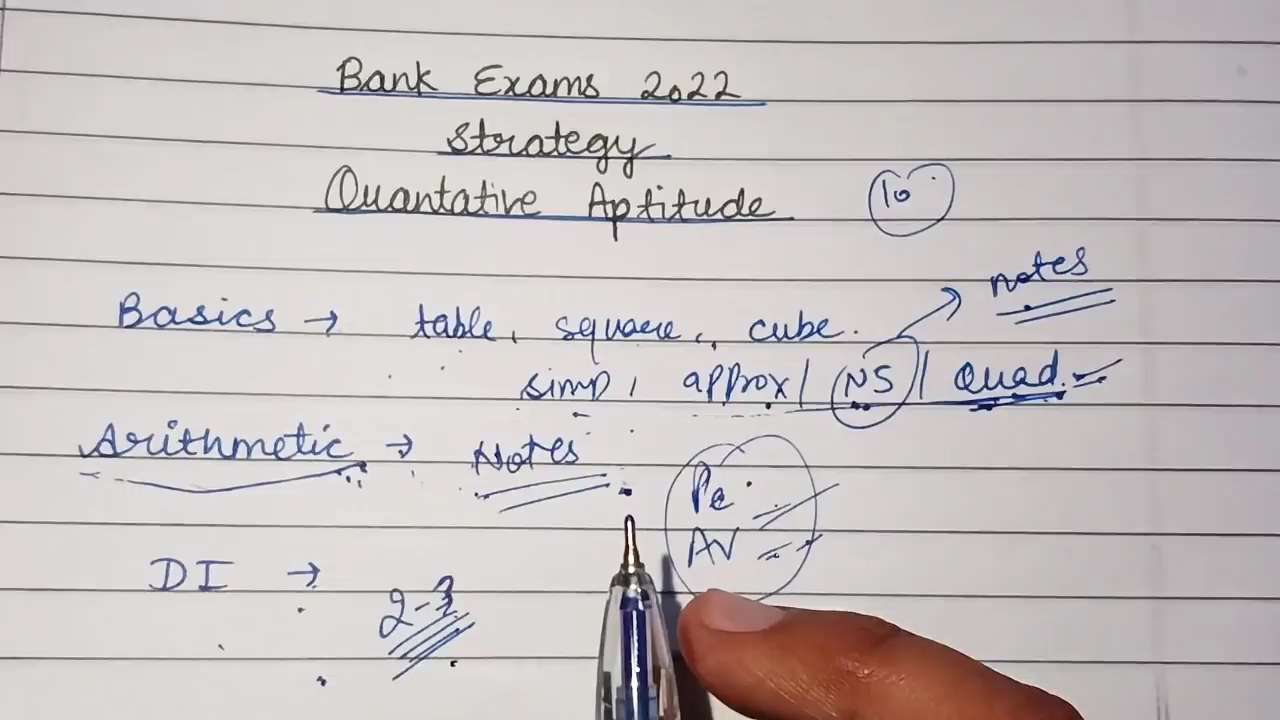 Bank Exams 2022
Strategy
Quantative Aptitude
10
notes
Basics → table, square, cube.
simp, approx/ NS / Quad.
Arithmetic → Notes
Pe
AV
DI →
2-3